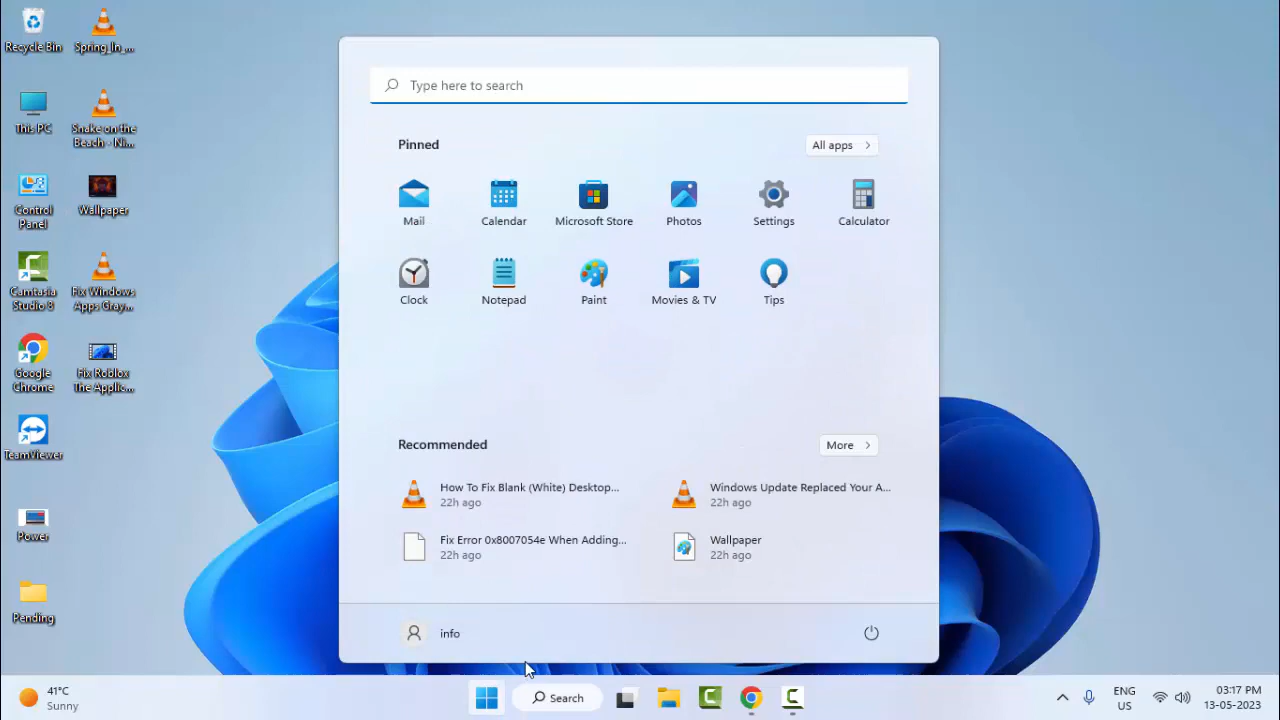 Recycle Bin
Spring_In_...
This PC
Snake on the
Beach - Ni...
Control
Panel
Wallpaper
Camtasia
Studio 8
Fix Windows
Apps Gray...
Google
Chrome
Fix Roblox
The Applic...
TeamViewer
Power
Pending
Type here to search
Pinned
All apps >
Mail
Calendar
Microsoft Store
Photos
Settings
Calculator
Clock
Notepad
Paint
Movies & TV
Tips
Recommended
More >
How To Fix Blank (White) Desktop...
22h ago
Windows Update Replaced Your A...
22h ago
Fix Error 0x8007054e When Adding...
22h ago
Wallpaper
22h ago
info
41°C
Sunny
Search
ENG
US
03:17 PM
13-05-2023